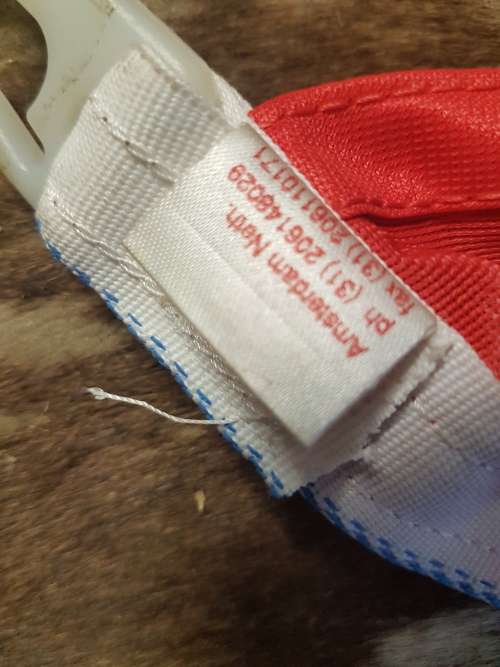 Amsterdam Neth.
ph (31) 206148029
fax (31) 206110171